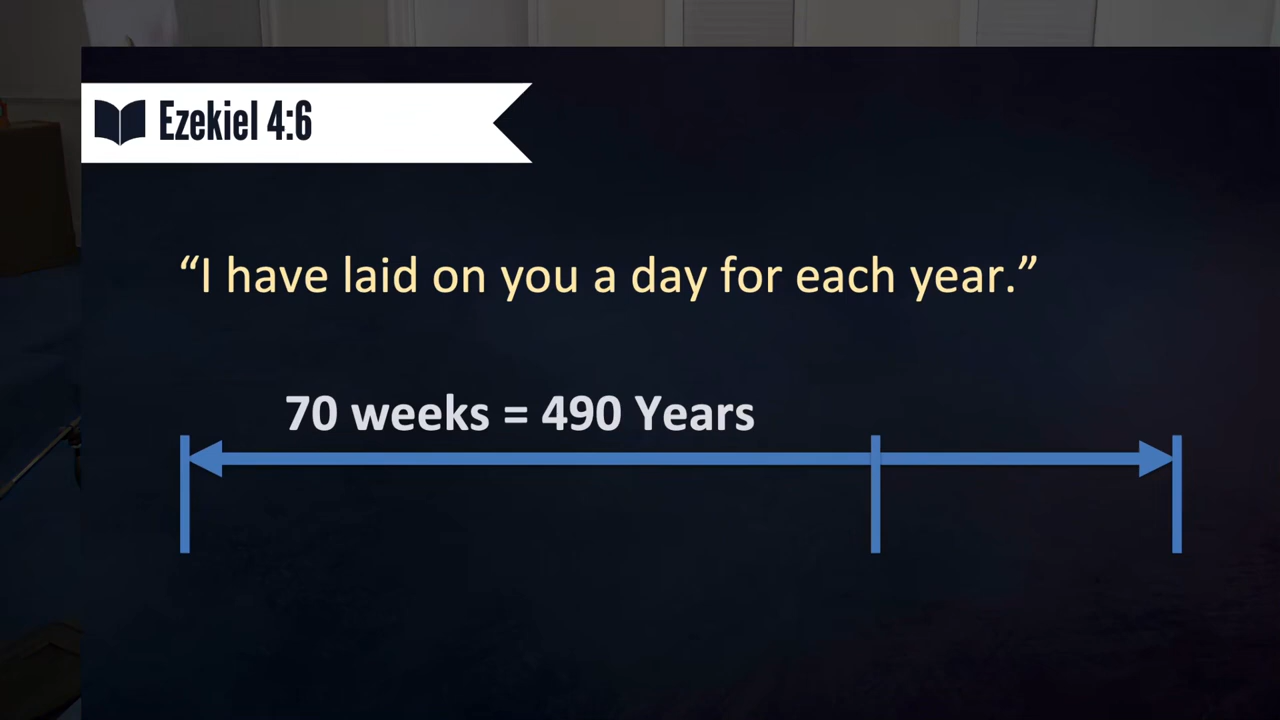 Ezekiel 4:6
“I have laid on you a day for each year.”
70 weeks = 490 Years